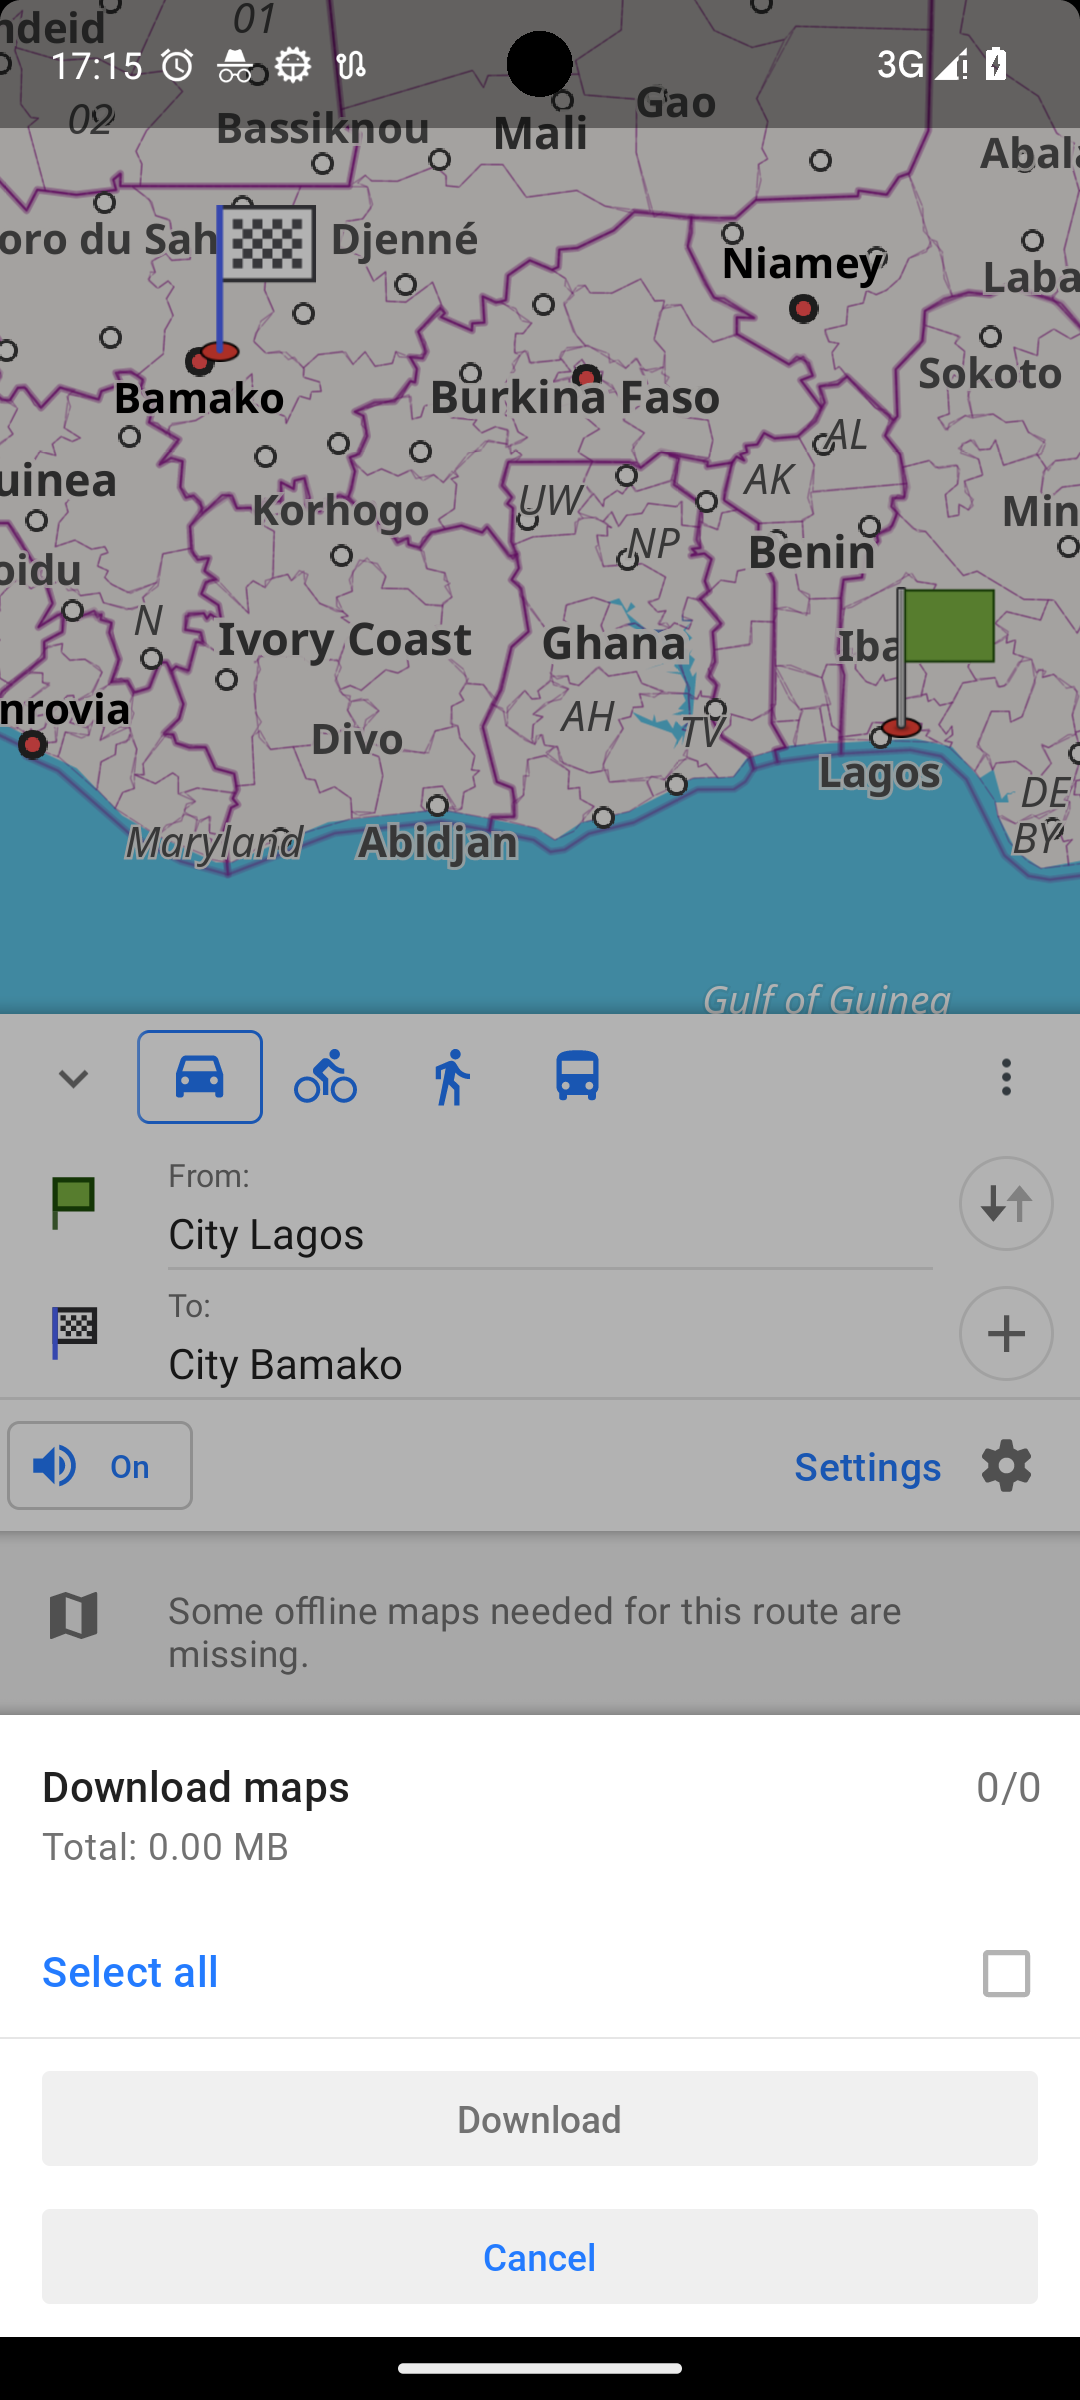 ndeid
01
17:15
3G
02
Bassiknou
Mali
Gao
Abala
oro du Sah
Djenné
Niamey
Laba
Bamako
Burkina Faso
Sokoto
AL
AK
uinea
UW
Korhogo
NP
Min
Benin
oidu
N
Ivory Coast
Ghana
Iba
nrovia
AH
TV
Divo
Lagos
DE
BY
Maryland
Abidjan
Gulf of Guinea
From:
City Lagos
To:
City Bamako
On
Settings
Some offline maps needed for this route are
missing.
Download maps
0/0
Total: 0.00 MB
Select all
Download
Cancel